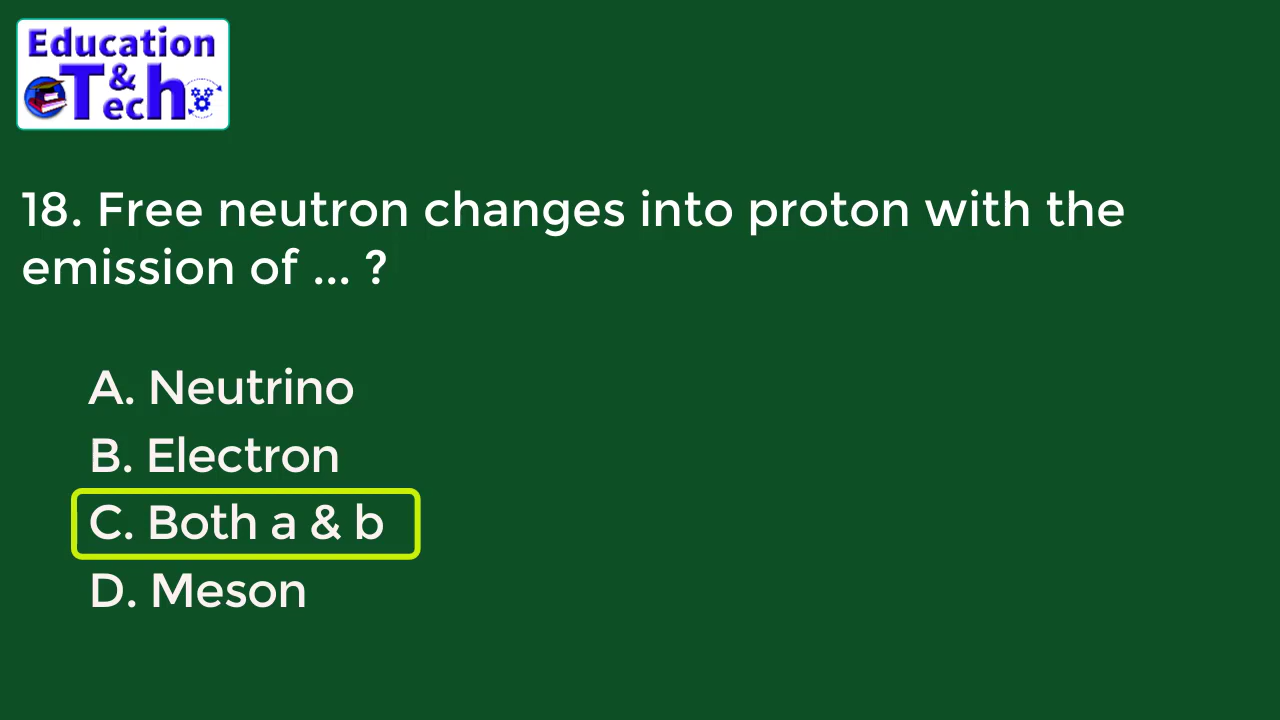 Education
&
Tech
18. Free neutron changes into proton with the
emission of ... ?
A. Neutrino
B. Electron
C. Both a & b
D. Meson